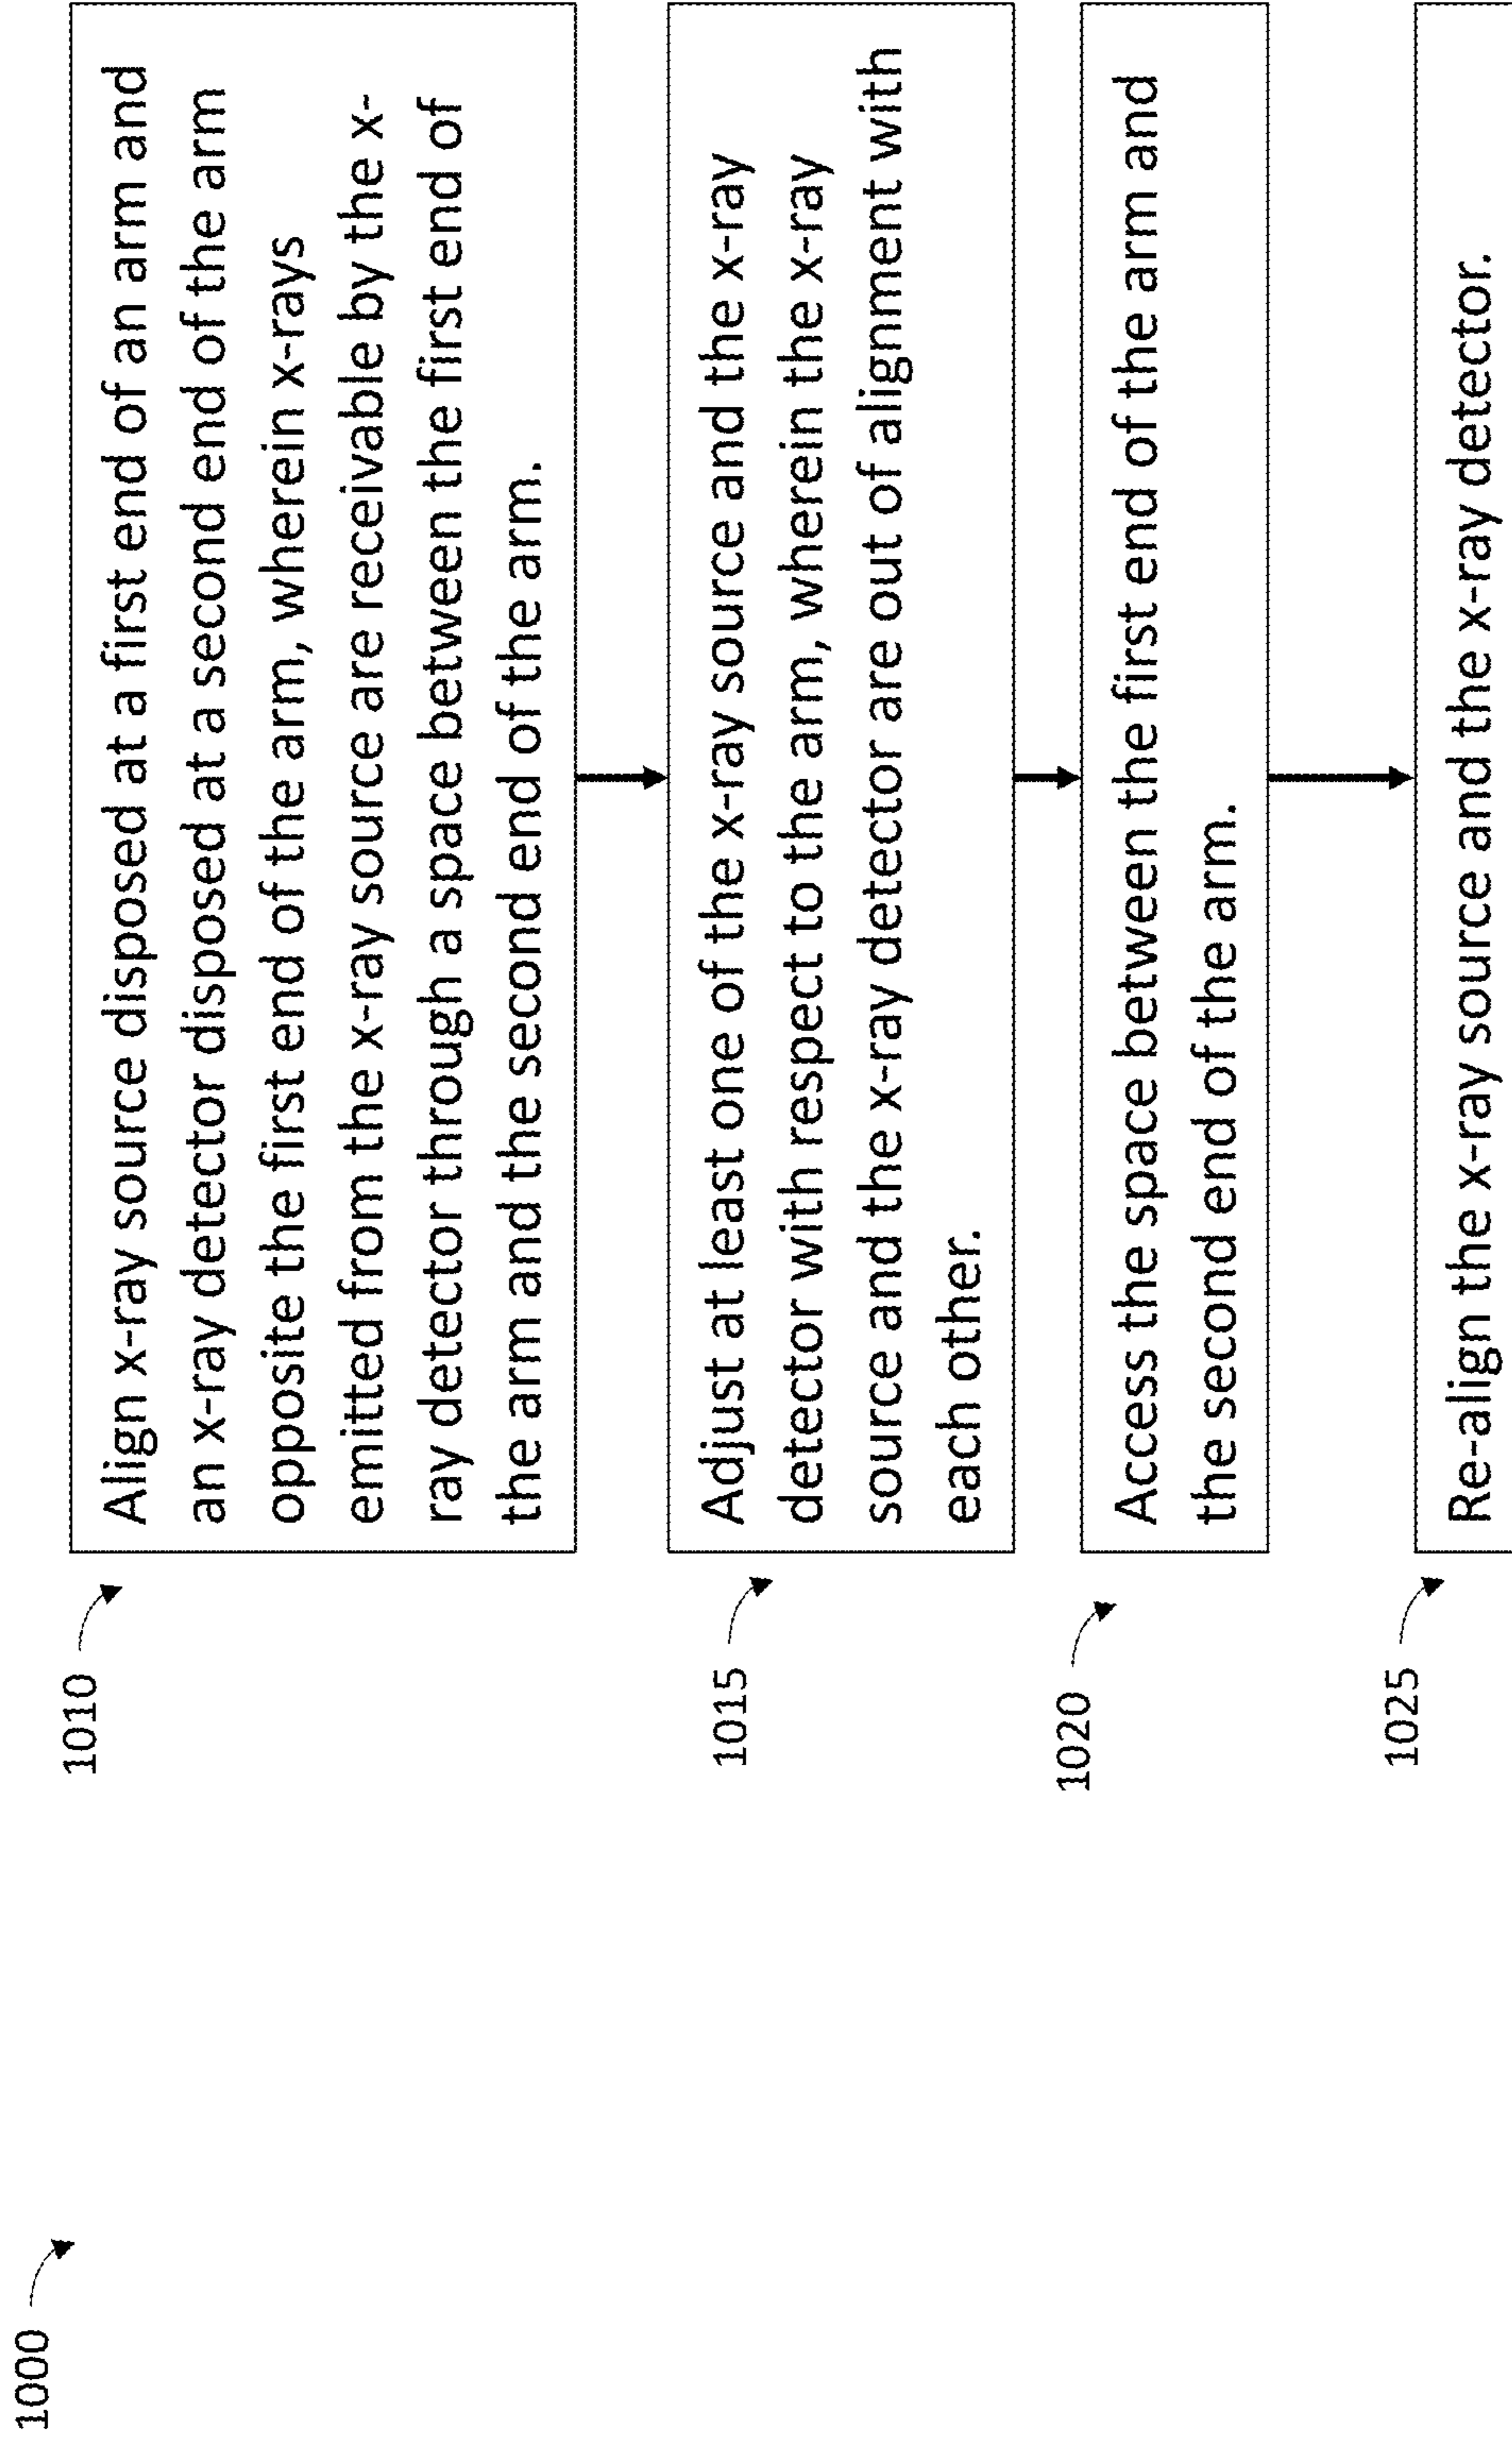 1000
1010
Align x-ray source disposed at a first end of an arm and
an x-ray detector disposed at a second end of the arm
opposite the first end of the arm, wherein x-rays
emitted from the x-ray source are receivable by the x-
ray detector through a space between the first end of
the arm and the second end of the arm.
1015
Adjust at least one of the x-ray source and the x-ray
detector with respect to the arm, wherein the x-ray
source and the x-ray detector are out of alignment with
each other.
1020
Access the space between the first end of the arm and
the second end of the arm.
1025
Re-align the x-ray source and the x-ray detector.